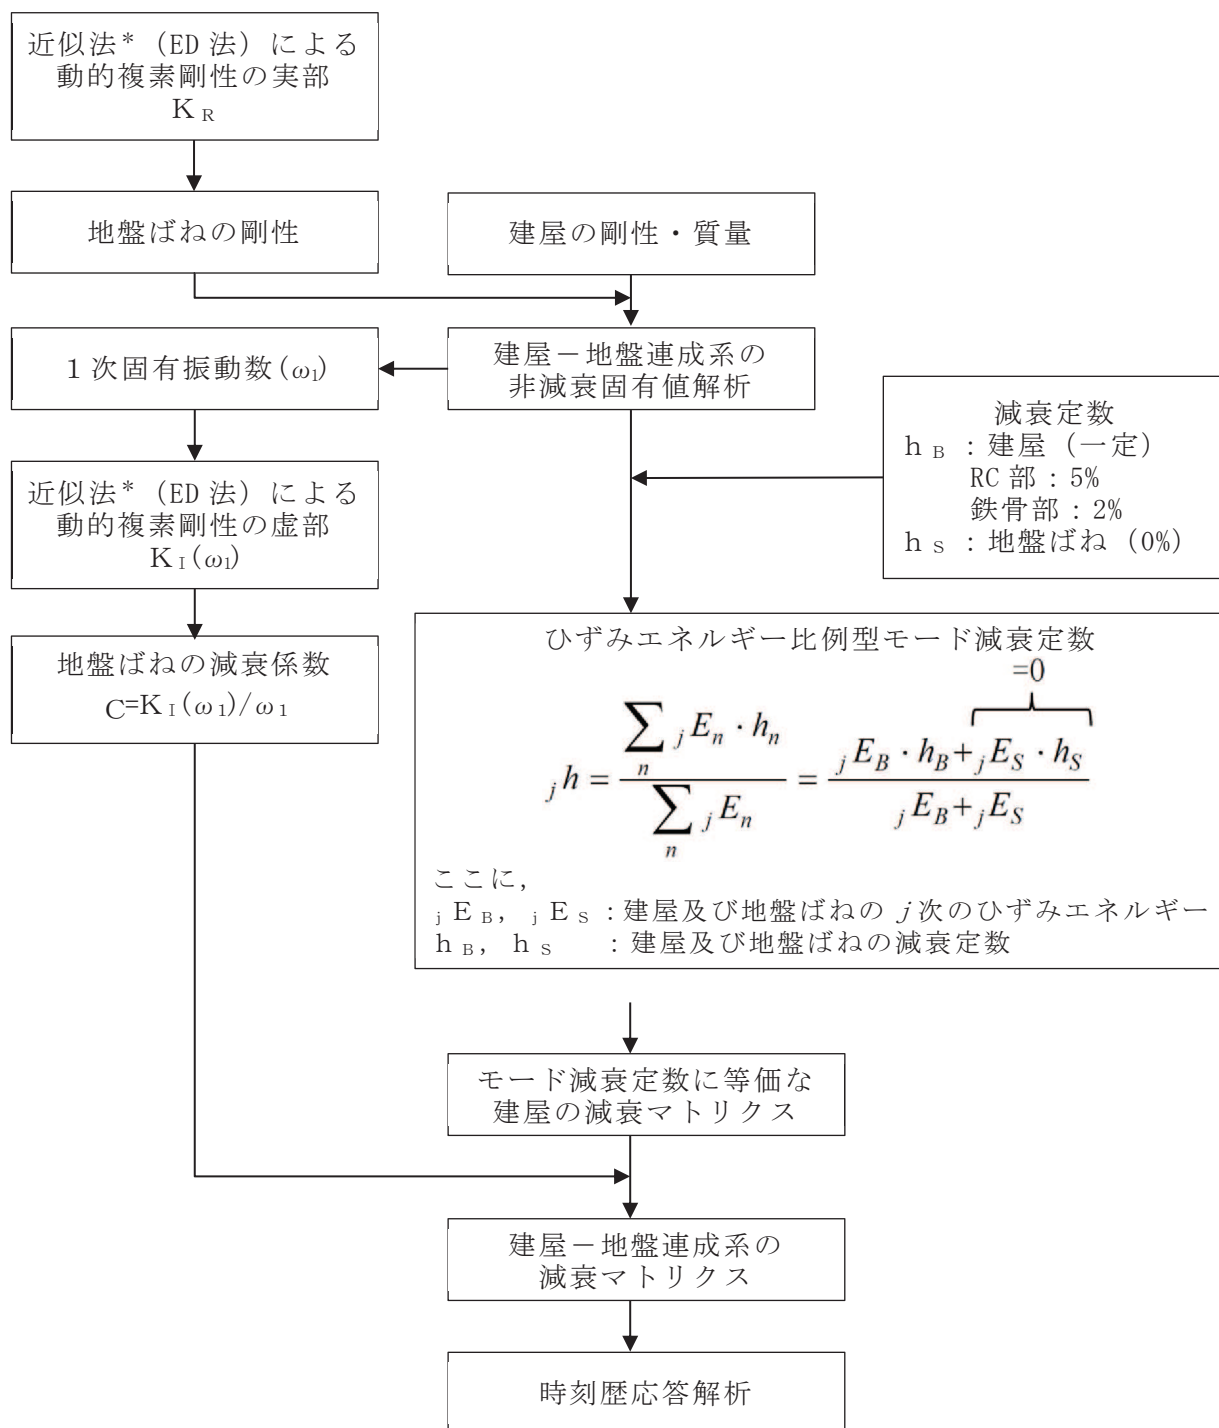 近似法*（ED法）による
動的複素剛性の実部
K_R
地盤ばねの剛性
建屋の剛性・質量
建屋－地盤連成系の
非減衰固有値解析
1次固有振動数(ω₁)
減衰定数
h_B：建屋（一定）
RC部：5%
鉄骨部：2%
h_S：地盤ばね（0%）
近似法*（ED法）による
動的複素剛性の虚部
K_I(ω₁)
地盤ばねの減衰係数
C=K_I(ω₁)/ω₁
ひずみエネルギー比例型モード減衰定数
=0
_j h = \frac{\sum_n {}_jE_n · h_n}{\sum_n {}_jE_n} = \frac{{}_jE_B · h_B + {}_jE_S · h_S}{{}_jE_B + {}_jE_S}
ここに，
_jE_B，_jE_S：建屋及び地盤ばねのj次のひずみエネルギー
h_B，h_S　：建屋及び地盤ばねの減衰定数
モード減衰定数に等価な
建屋の減衰マトリクス
建屋－地盤連成系の
減衰マトリクス
時刻歴応答解析